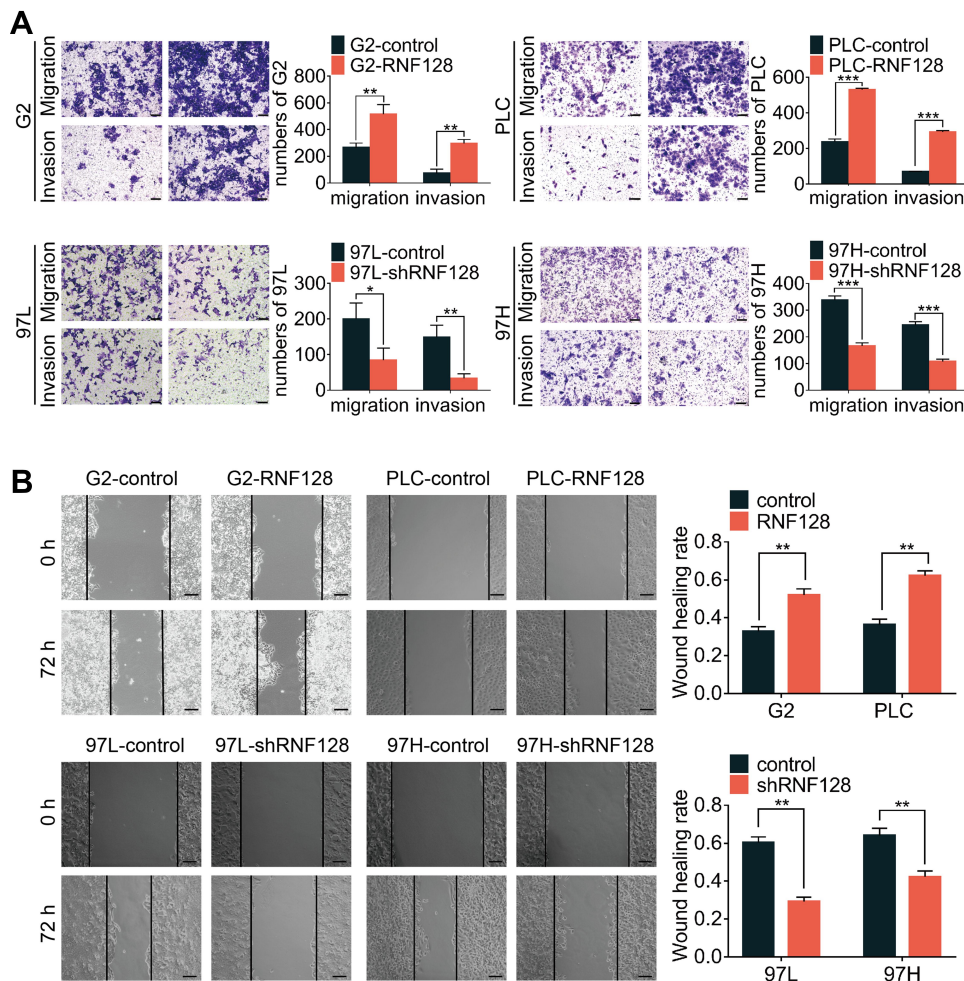 A
G2
Migration
Invasion
G2-control
G2-RNF128
numbers of G2
800
600
400
200
0
**
**
migration invasion
PLC
Migration
Invasion
PLC-control
PLC-RNF128
numbers of PLC
600
400
200
0
***
***
migration invasion
97L
Migration
Invasion
97L-control
97L-shRNF128
numbers of 97L
300
200
100
0
*
**
migration invasion
97H
Migration
Invasion
97H-control
97H-shRNF128
numbers of 97H
400
300
200
100
0
***
***
migration invasion
B
G2-control G2-RNF128 PLC-control PLC-RNF128
0 h
72 h
control
RNF128
Wound healing rate
0.8
0.6
0.4
0.2
0.0
**
**
G2 PLC
97L-control 97L-shRNF128 97H-control 97H-shRNF128
0 h
72 h
control
shRNF128
Wound healing rate
0.8
0.6
0.4
0.2
0.0
**
**
97L 97H